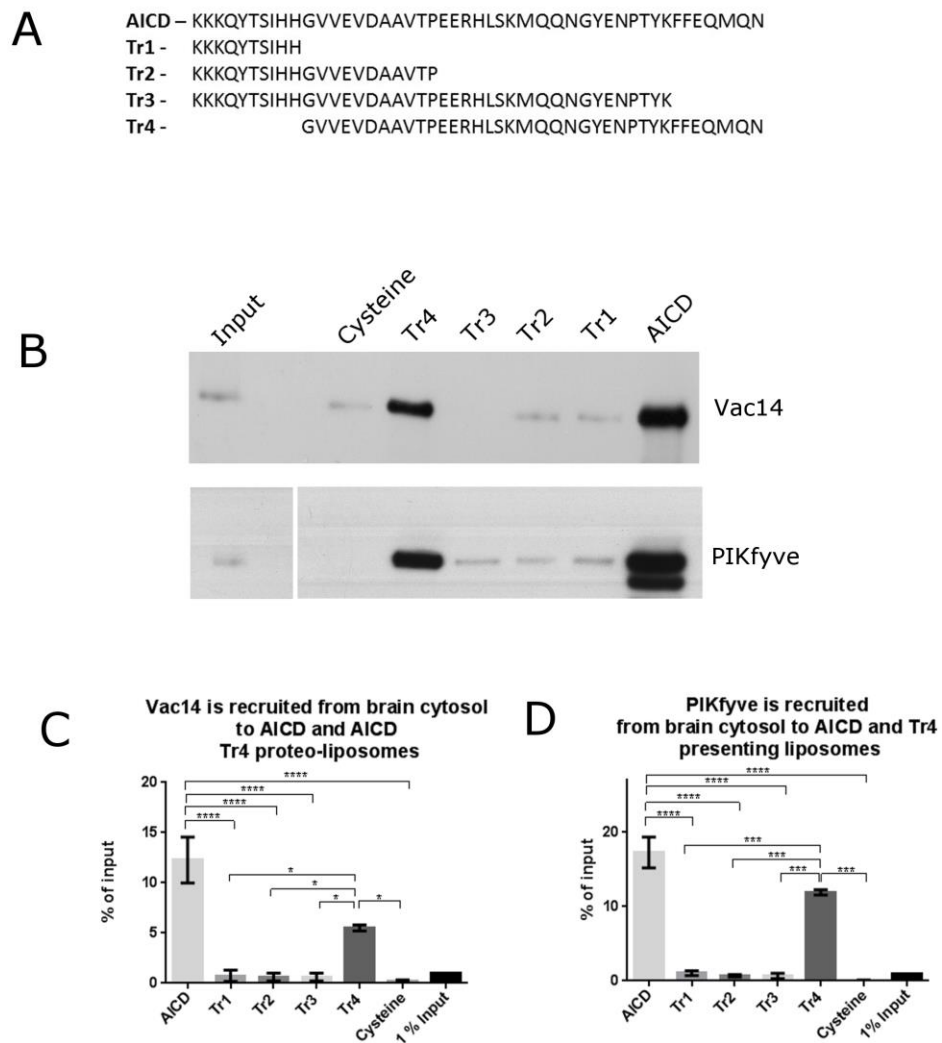 A
AICD – KKKQYTSIHHGVVEVDAAVTPEERHLSKMQQNGYENPTYKFFEQMQN
Tr1 - KKKQYTSIHH
Tr2 - KKKQYTSIHHGVVEVDAAVTP
Tr3 - KKKQYTSIHHGVVEVDAAVTPEERHLSKMQQNGYENPTYK
Tr4 - GVVEVDAAVTPEERHLSKMQQNGYENPTYKFFEQMQN
B
Input Cysteine Tr4 Tr3 Tr2 Tr1 AICD
Vac14
PIKfyve
C
Vac14 is recruited from brain cytosol
to AICD and AICD
Tr4 proteo-liposomes
% of input
20
15
10
5
0
****
****
****
****
*
*
* *
AICD Tr1 Tr2 Tr3 Tr4 Cysteine 1% Input
D
PIKfyve is recruited
from brain cytosol to AICD and Tr4
presenting liposomes
% of input
20
10
0
****
****
****
****
***
***
*** ***
AICD Tr1 Tr2 Tr3 Tr4 Cysteine 1% Input